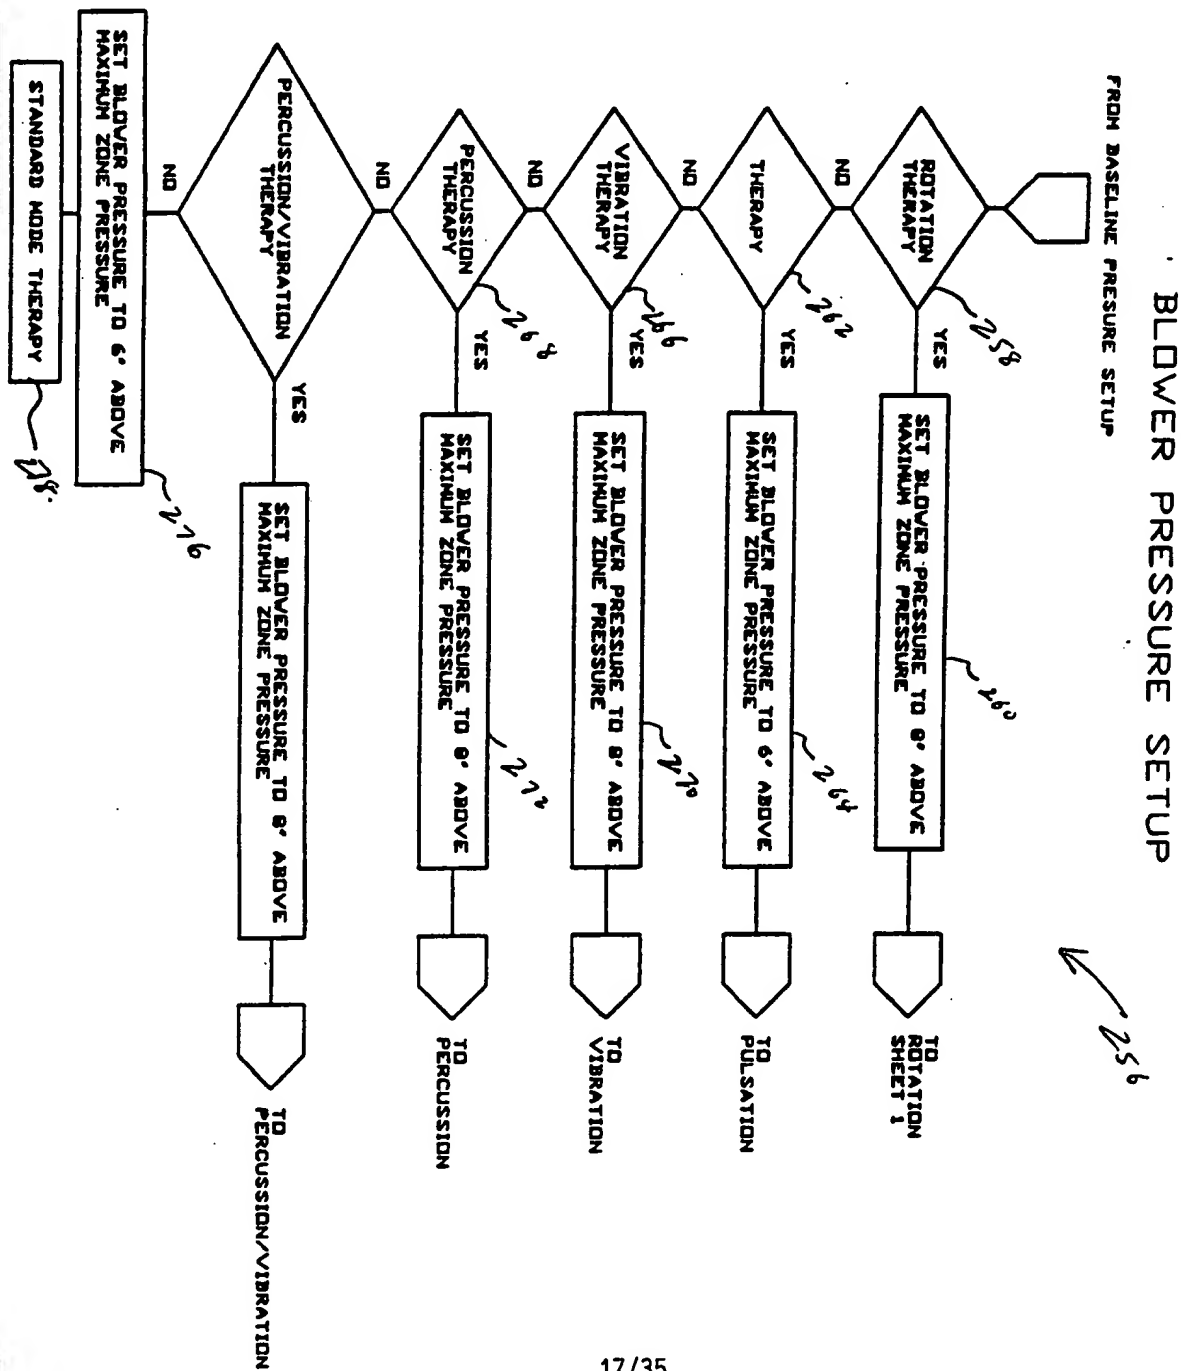 BLOWER PRESSURE SETUP
256
FROM BASELINE PRESURE SETUP
ROTATION
THERAPY
258
YES
NO
SET BLOWER PRESSURE TO 8" ABOVE
MAXIMUM ZONE PRESSURE
260
TO
ROTATION
SHEET 1
THERAPY
262
YES
NO
SET BLOWER PRESSURE TO 6" ABOVE
MAXIMUM ZONE PRESSURE
264
TO
PULSATION
VIBRATION
THERAPY
266
YES
NO
SET BLOWER PRESSURE TO 8" ABOVE
MAXIMUM ZONE PRESSURE
270
TO
VIBRATION
PERCUSSION
THERAPY
268
YES
NO
SET BLOWER PRESSURE TO 8" ABOVE
MAXIMUM ZONE PRESSURE
272
TO
PERCUSSION
PERCUSSION/VIBRATION
THERAPY
YES
NO
SET BLOWER PRESSURE TO 8" ABOVE
MAXIMUM ZONE PRESSURE
TO
PERCUSSION/VIBRATION
SET BLOWER PRESSURE TO 6" ABOVE
MAXIMUM ZONE PRESSURE
276
STANDARD MODE THERAPY
17/35